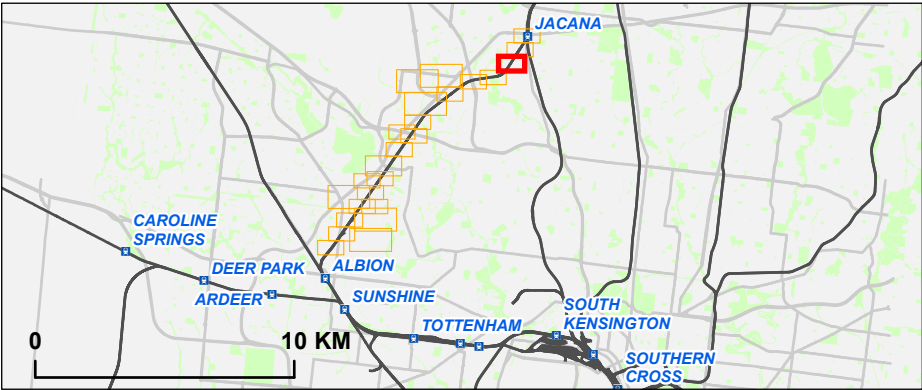 JACANA
CAROLINE
SPRINGS
DEER PARK
ALBION
ARDEER
SUNSHINE
TOTTENHAM
SOUTH
KENSINGTON
SOUTHERN
CROSS
0
10 KM